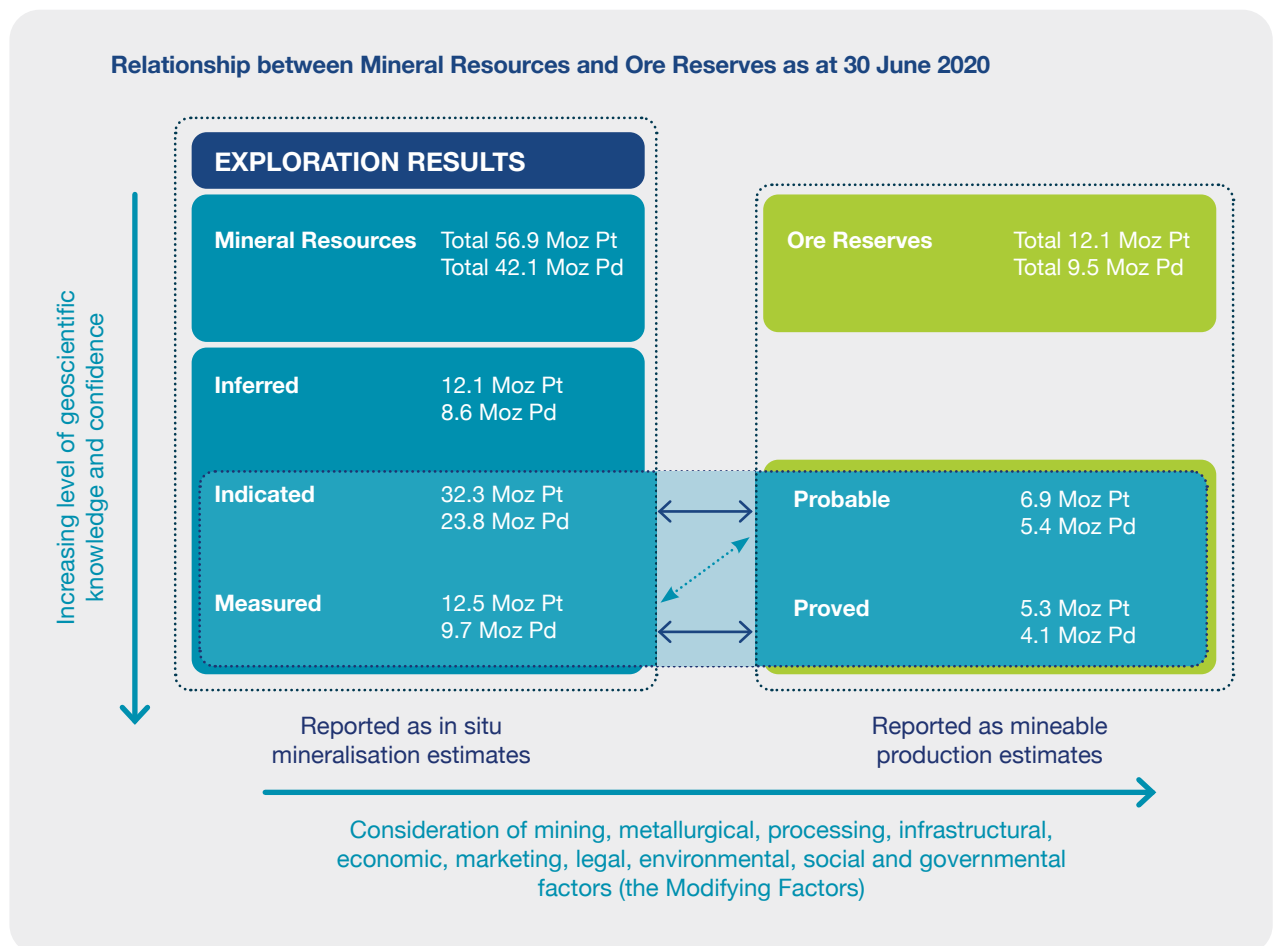 Relationship between Mineral Resources and Ore Reserves as at 30 June 2020
EXPLORATION RESULTS
Mineral Resources Total 56.9 Moz Pt
Total 42.1 Moz Pd
Inferred 12.1 Moz Pt
8.6 Moz Pd
Indicated 32.3 Moz Pt
23.8 Moz Pd
Measured 12.5 Moz Pt
9.7 Moz Pd
Ore Reserves Total 12.1 Moz Pt
Total 9.5 Moz Pd
Probable 6.9 Moz Pt
5.4 Moz Pd
Proved 5.3 Moz Pt
4.1 Moz Pd
Increasing level of geoscientific
knowledge and confidence
Reported as in situ
mineralisation estimates
Reported as mineable
production estimates
Consideration of mining, metallurgical, processing, infrastructural,
economic, marketing, legal, environmental, social and governmental
factors (the Modifying Factors)